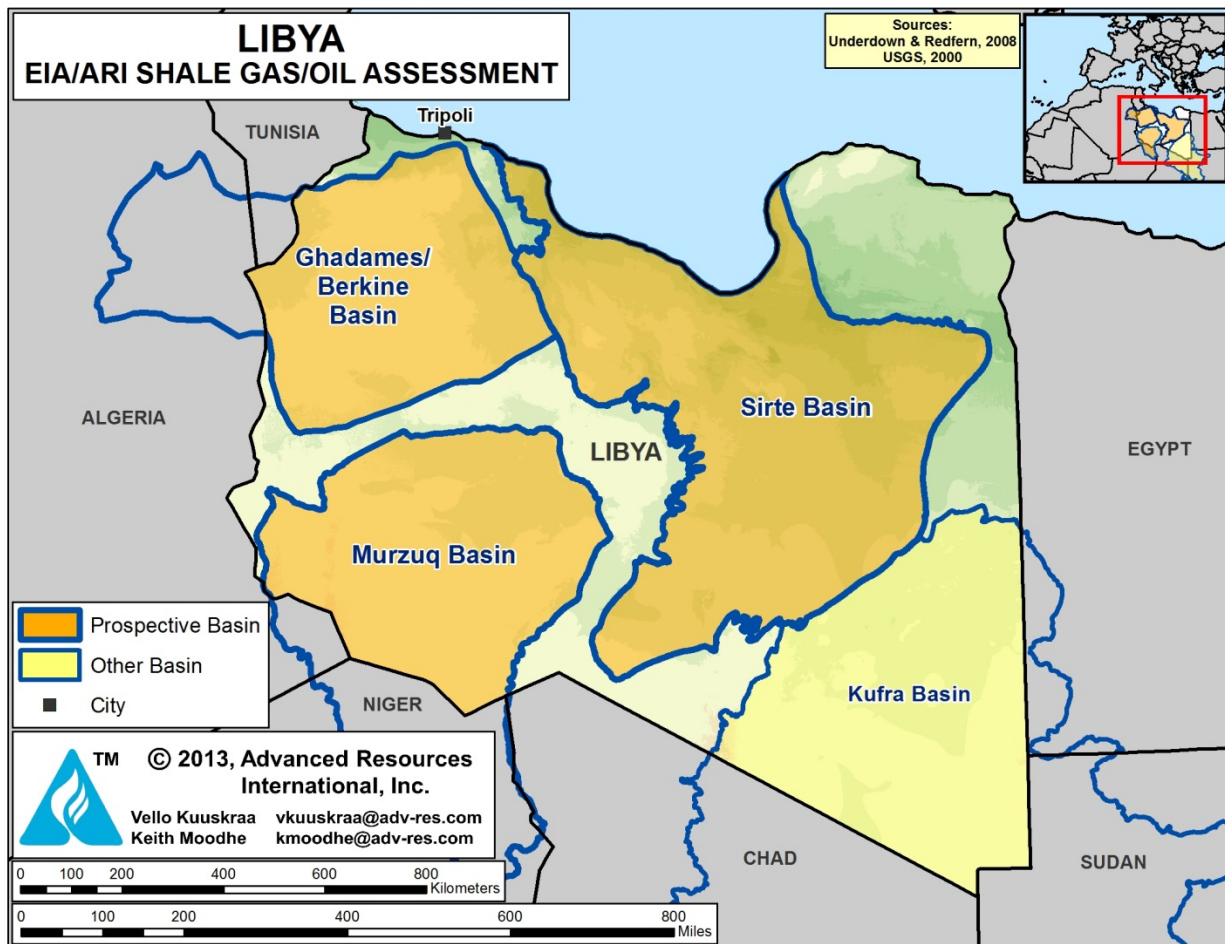 LIBYA
EIA/ARI SHALE GAS/OIL ASSESSMENT
Sources:
Underdown & Redfern, 2008
USGS, 2000
Tripoli
TUNISIA
Ghadames/
Berkine
Basin
Sirte Basin
ALGERIA
LIBYA
EGYPT
Murzuq Basin
Prospective Basin
Other Basin
City
Kufra Basin
NIGER
TM
© 2013, Advanced Resources
International, Inc.
Vello Kuuskraa vkuuskraa@adv-res.com
Keith Moodhe kmoodhe@adv-res.com
CHAD
SUDAN
0 100 200 400 600 800
Kilometers
0 100 200 400 600 800
Miles